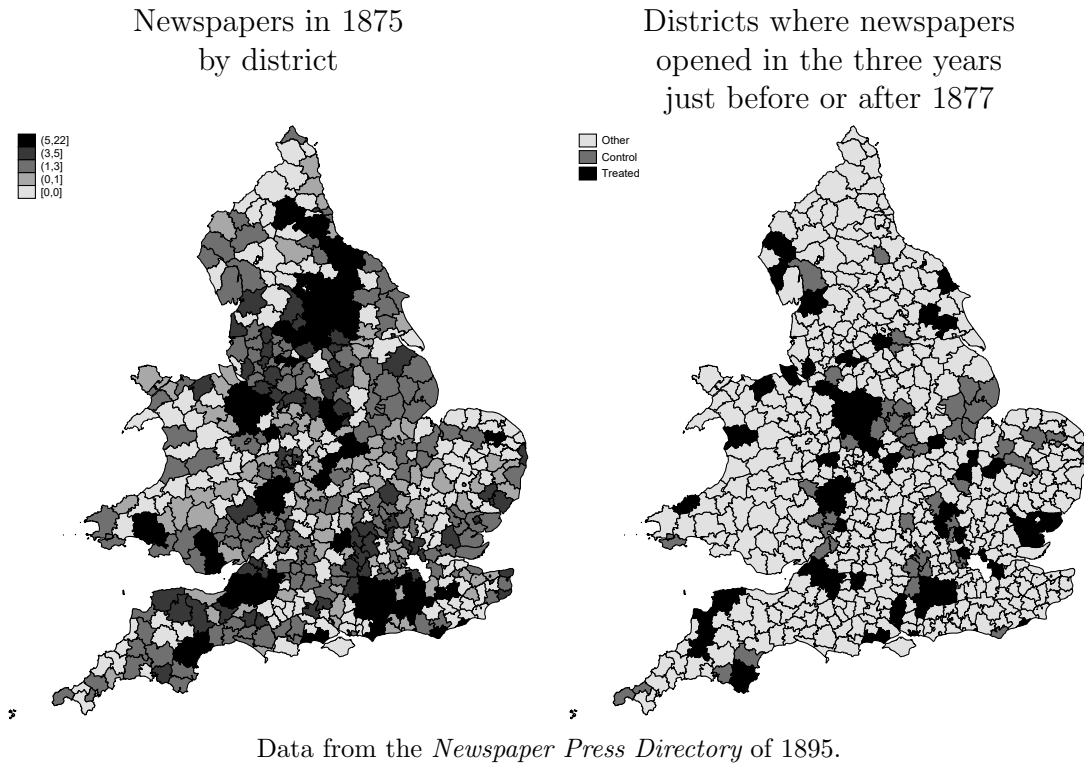 Newspapers in 1875
by district
Districts where newspapers
opened in the three years
just before or after 1877
(5,22]
(3,5]
(1,3]
(0,1]
[0,0]
Other
Control
Treated
Data from the Newspaper Press Directory of 1895.